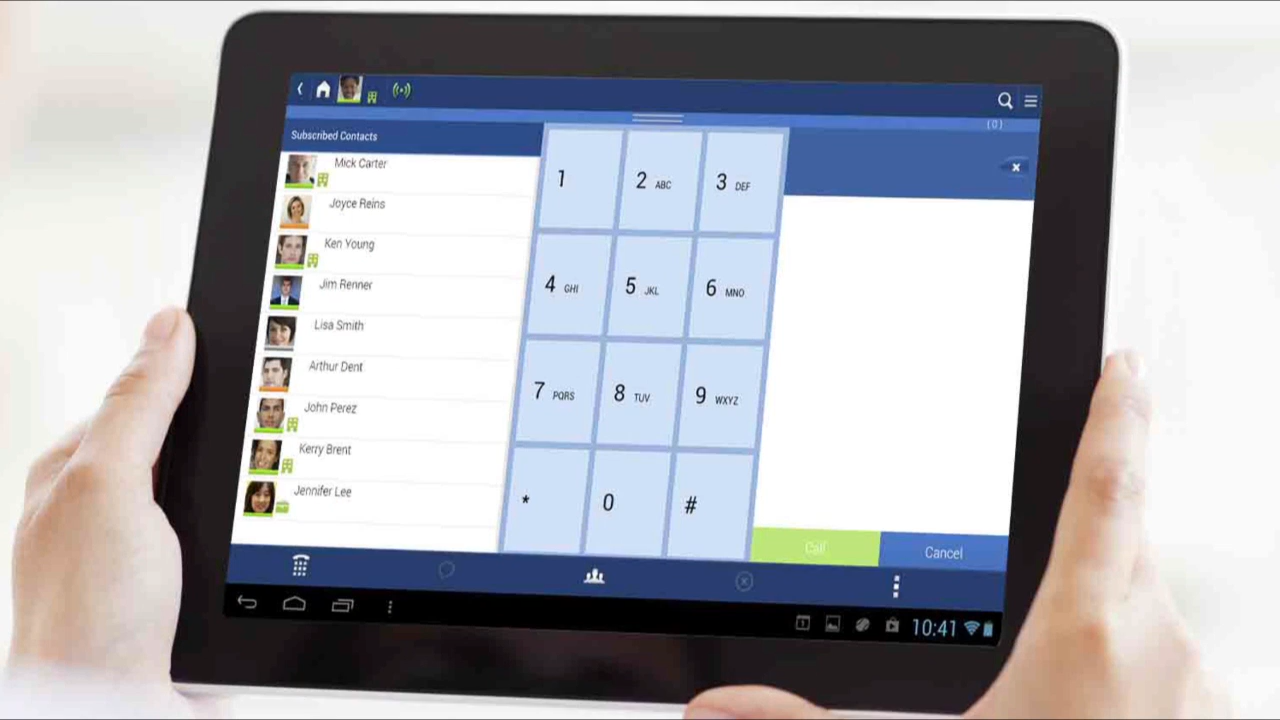 (0)
Subscribed Contacts
Mick Carter
Joyce Reins
Ken Young
Jim Renner
Lisa Smith
Arthur Dent
John Perez
Kerry Brent
Jennifer Lee
1
2 ABC
3 DEF
4 GHI
5 JKL
6 MNO
7 PQRS
8 TUV
9 WXYZ
*
0
#
Call
Cancel
10:41